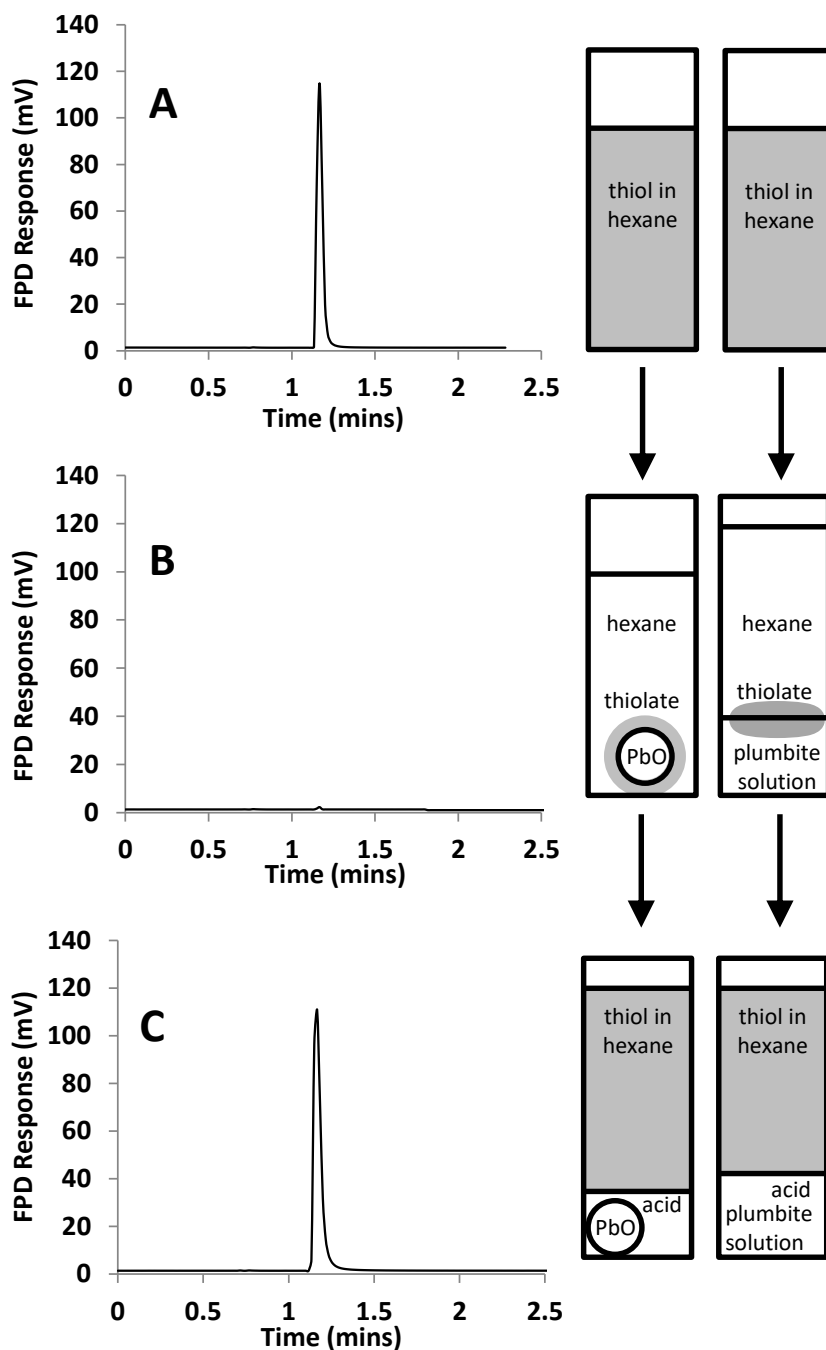 140
120
100
80
60
40
20
0
FPD Response (mV)
A
0 0.5 1 1.5 2 2.5
Time (mins)
thiol in
hexane
thiol in
hexane
140
120
100
80
60
40
20
0
FPD Response (mV)
B
0 0.5 1 1.5 2 2.5
Time (mins)
hexane
thiolate
PbO
hexane
thiolate
plumbite
solution
140
120
100
80
60
40
20
0
FPD Response (mV)
C
0 0.5 1 1.5 2 2.5
Time (mins)
thiol in
hexane
acid
PbO
thiol in
hexane
acid
plumbite
solution